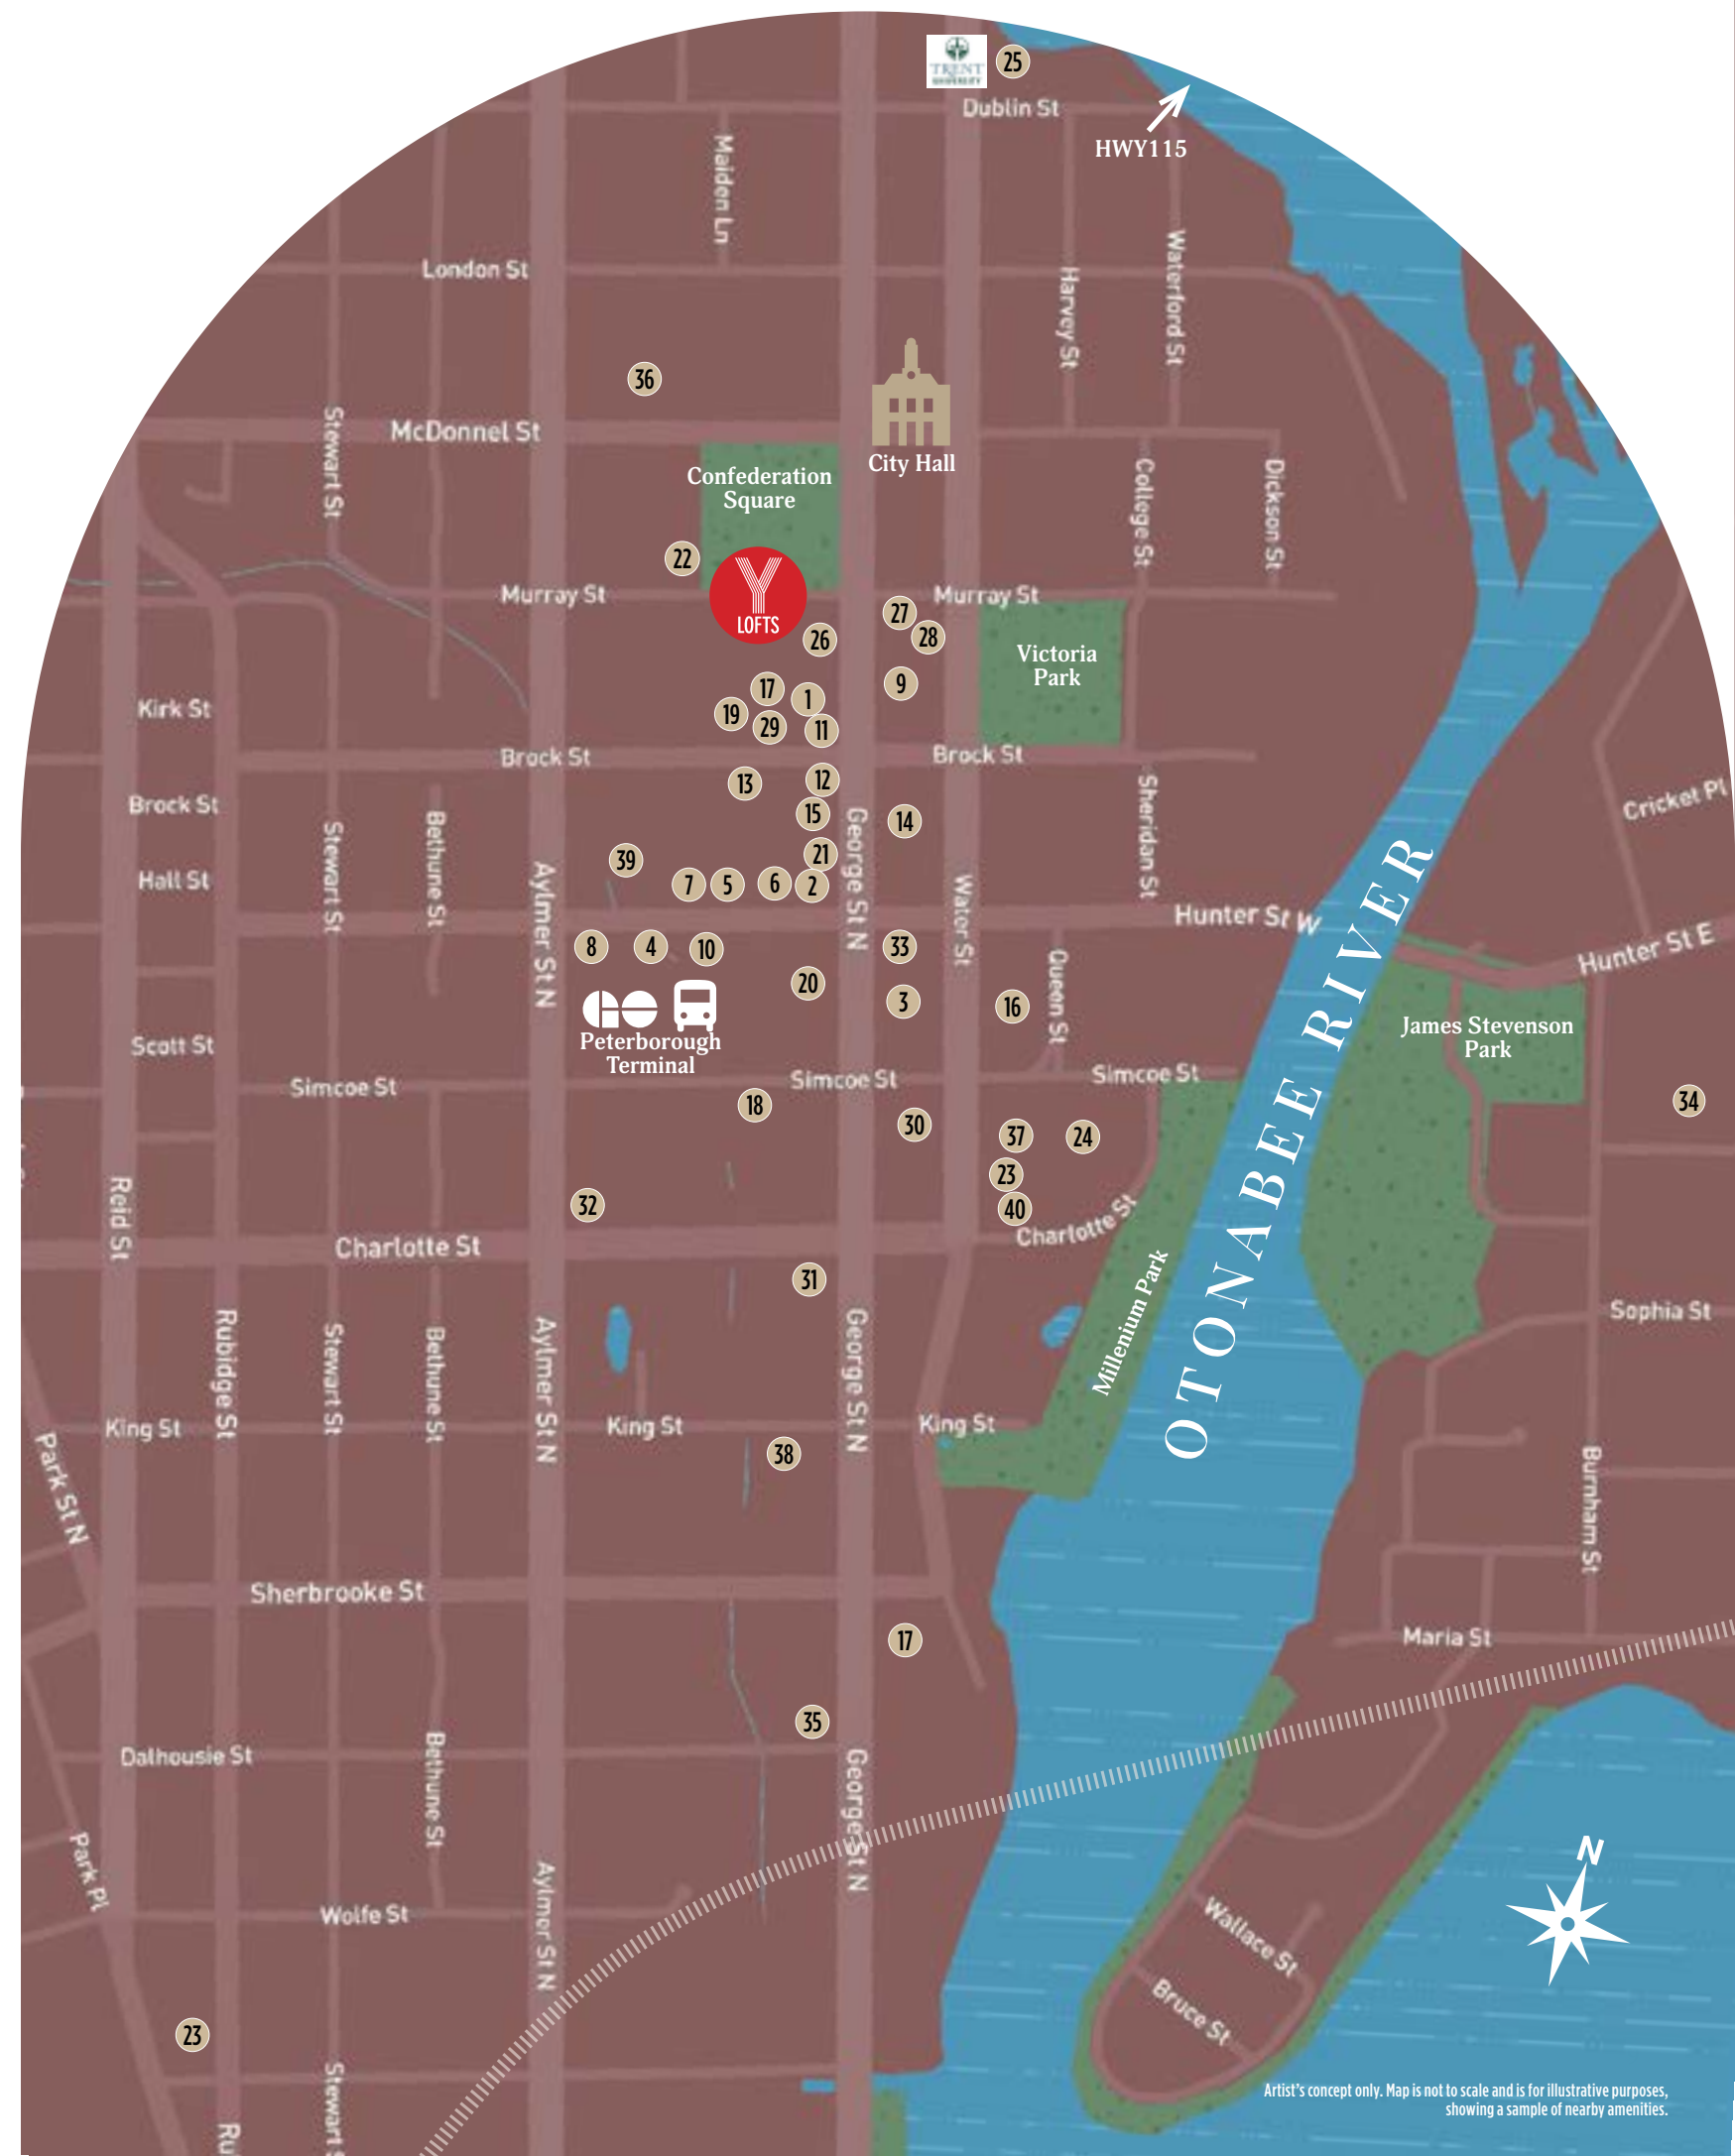 TRENT
UNIVERSITY
25
Dublin St
HWY115
Maiden Ln
London St
Harvey St
Waterford St
36
Stewart St
McDonnel St
City Hall
Confederation
Square
College St
Dickson St
22
Y
LOFTS
Murray St
Murray St
27
28
26
Victoria
Park
9
17
1
19
29
11
Kirk St
Brock St
Brock St
13
12
Brock St
15
14
Sheridan St
Cricket Pl
Stewart St
Bethune St
George St N
39
21
Hall St
7
5
6
2
Aylmer St N
Water St
Hunter St W
Hunter St E
8
4
10
33
20
3
16
Queen St
GO
Peterborough
Terminal
James Stevenson
Park
Scott St
Simcoe St
Simcoe St
Simcoe St
OTONABEE RIVER
34
18
30
37
24
23
40
32
Reid St
Charlotte St
Charlotte St
31
Millenium Park
Sophia St
Rubidge St
Stewart St
Bethune St
Aylmer St N
George St N
King St
King St
King St
38
Park St N
Burnham St
Sherbrooke St
17
Maria St
35
Dalhousie St
Bethune St
George St N
Park Pl
Aylmer St N
Wolfe St
N
Wallace St
Bruce St
23
Stewart S
Ru
Artist's concept only. Map is not to scale and is for illustrative purposes,
showing a sample of nearby amenities.